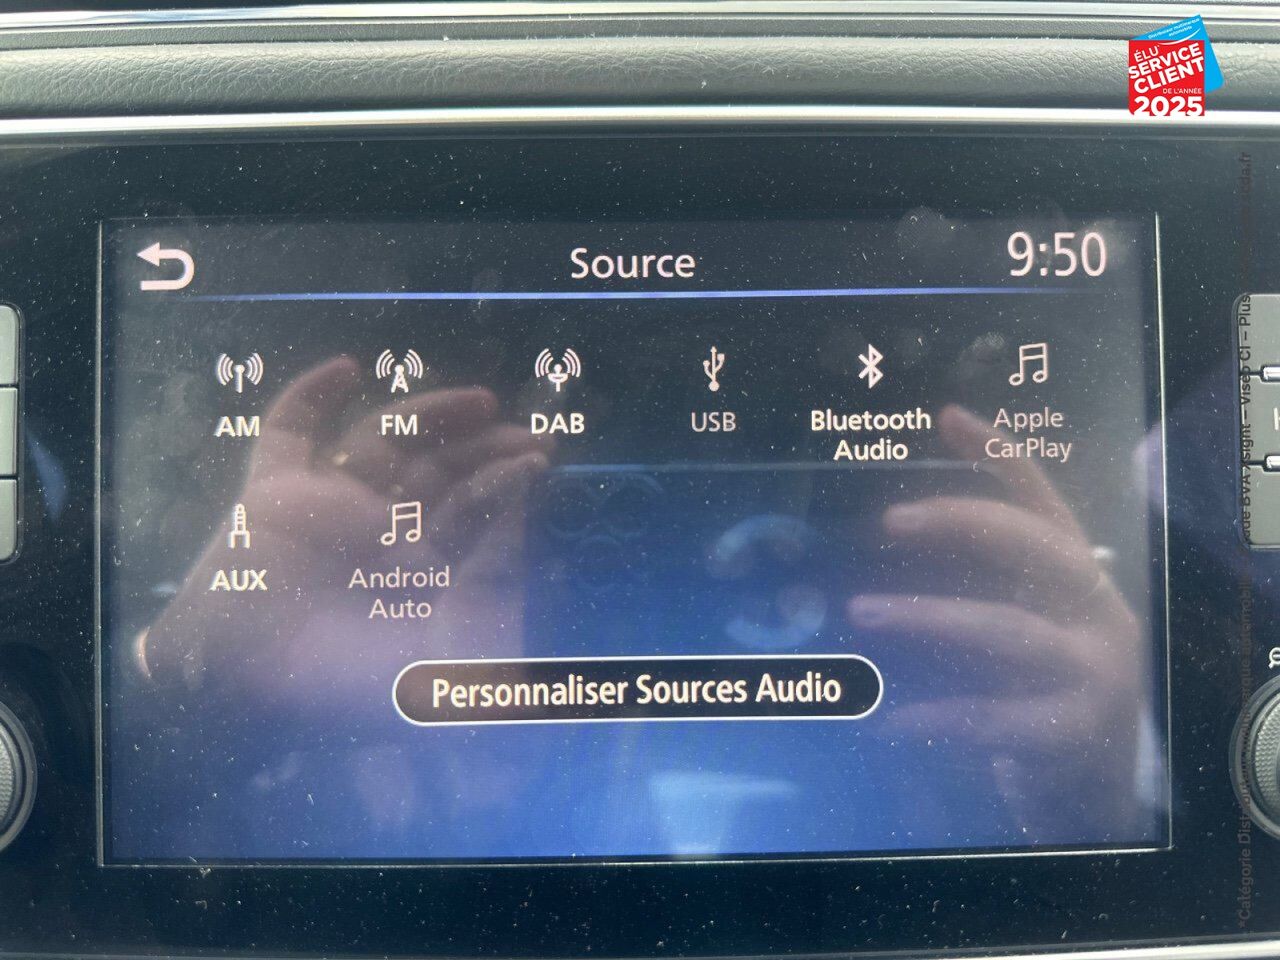 ÉLU
SERVICE
CLIENT
DE L'ANNÉE
2025
Source
9:50
AM
FM
DAB
USB
Bluetooth
Audio
Apple
CarPlay
AUX
Android
Auto
Personnaliser Sources Audio